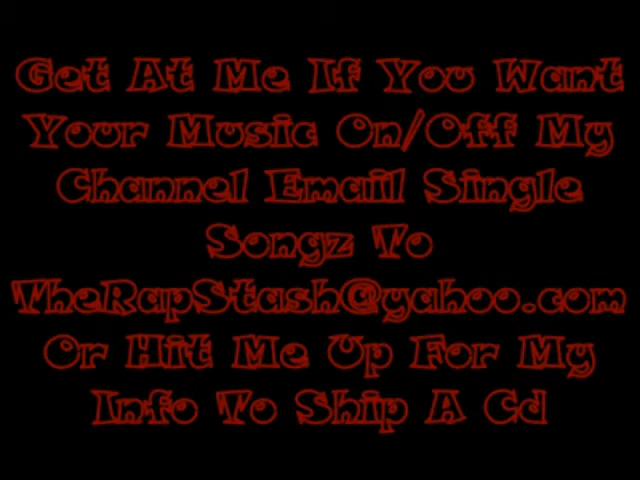 Get At Me If You Want
Your Music On/Off My
Channel Email Single
Songz To
TheRapStash@yahoo.com
Or Hit Me Up For My
Info To Ship A Cd